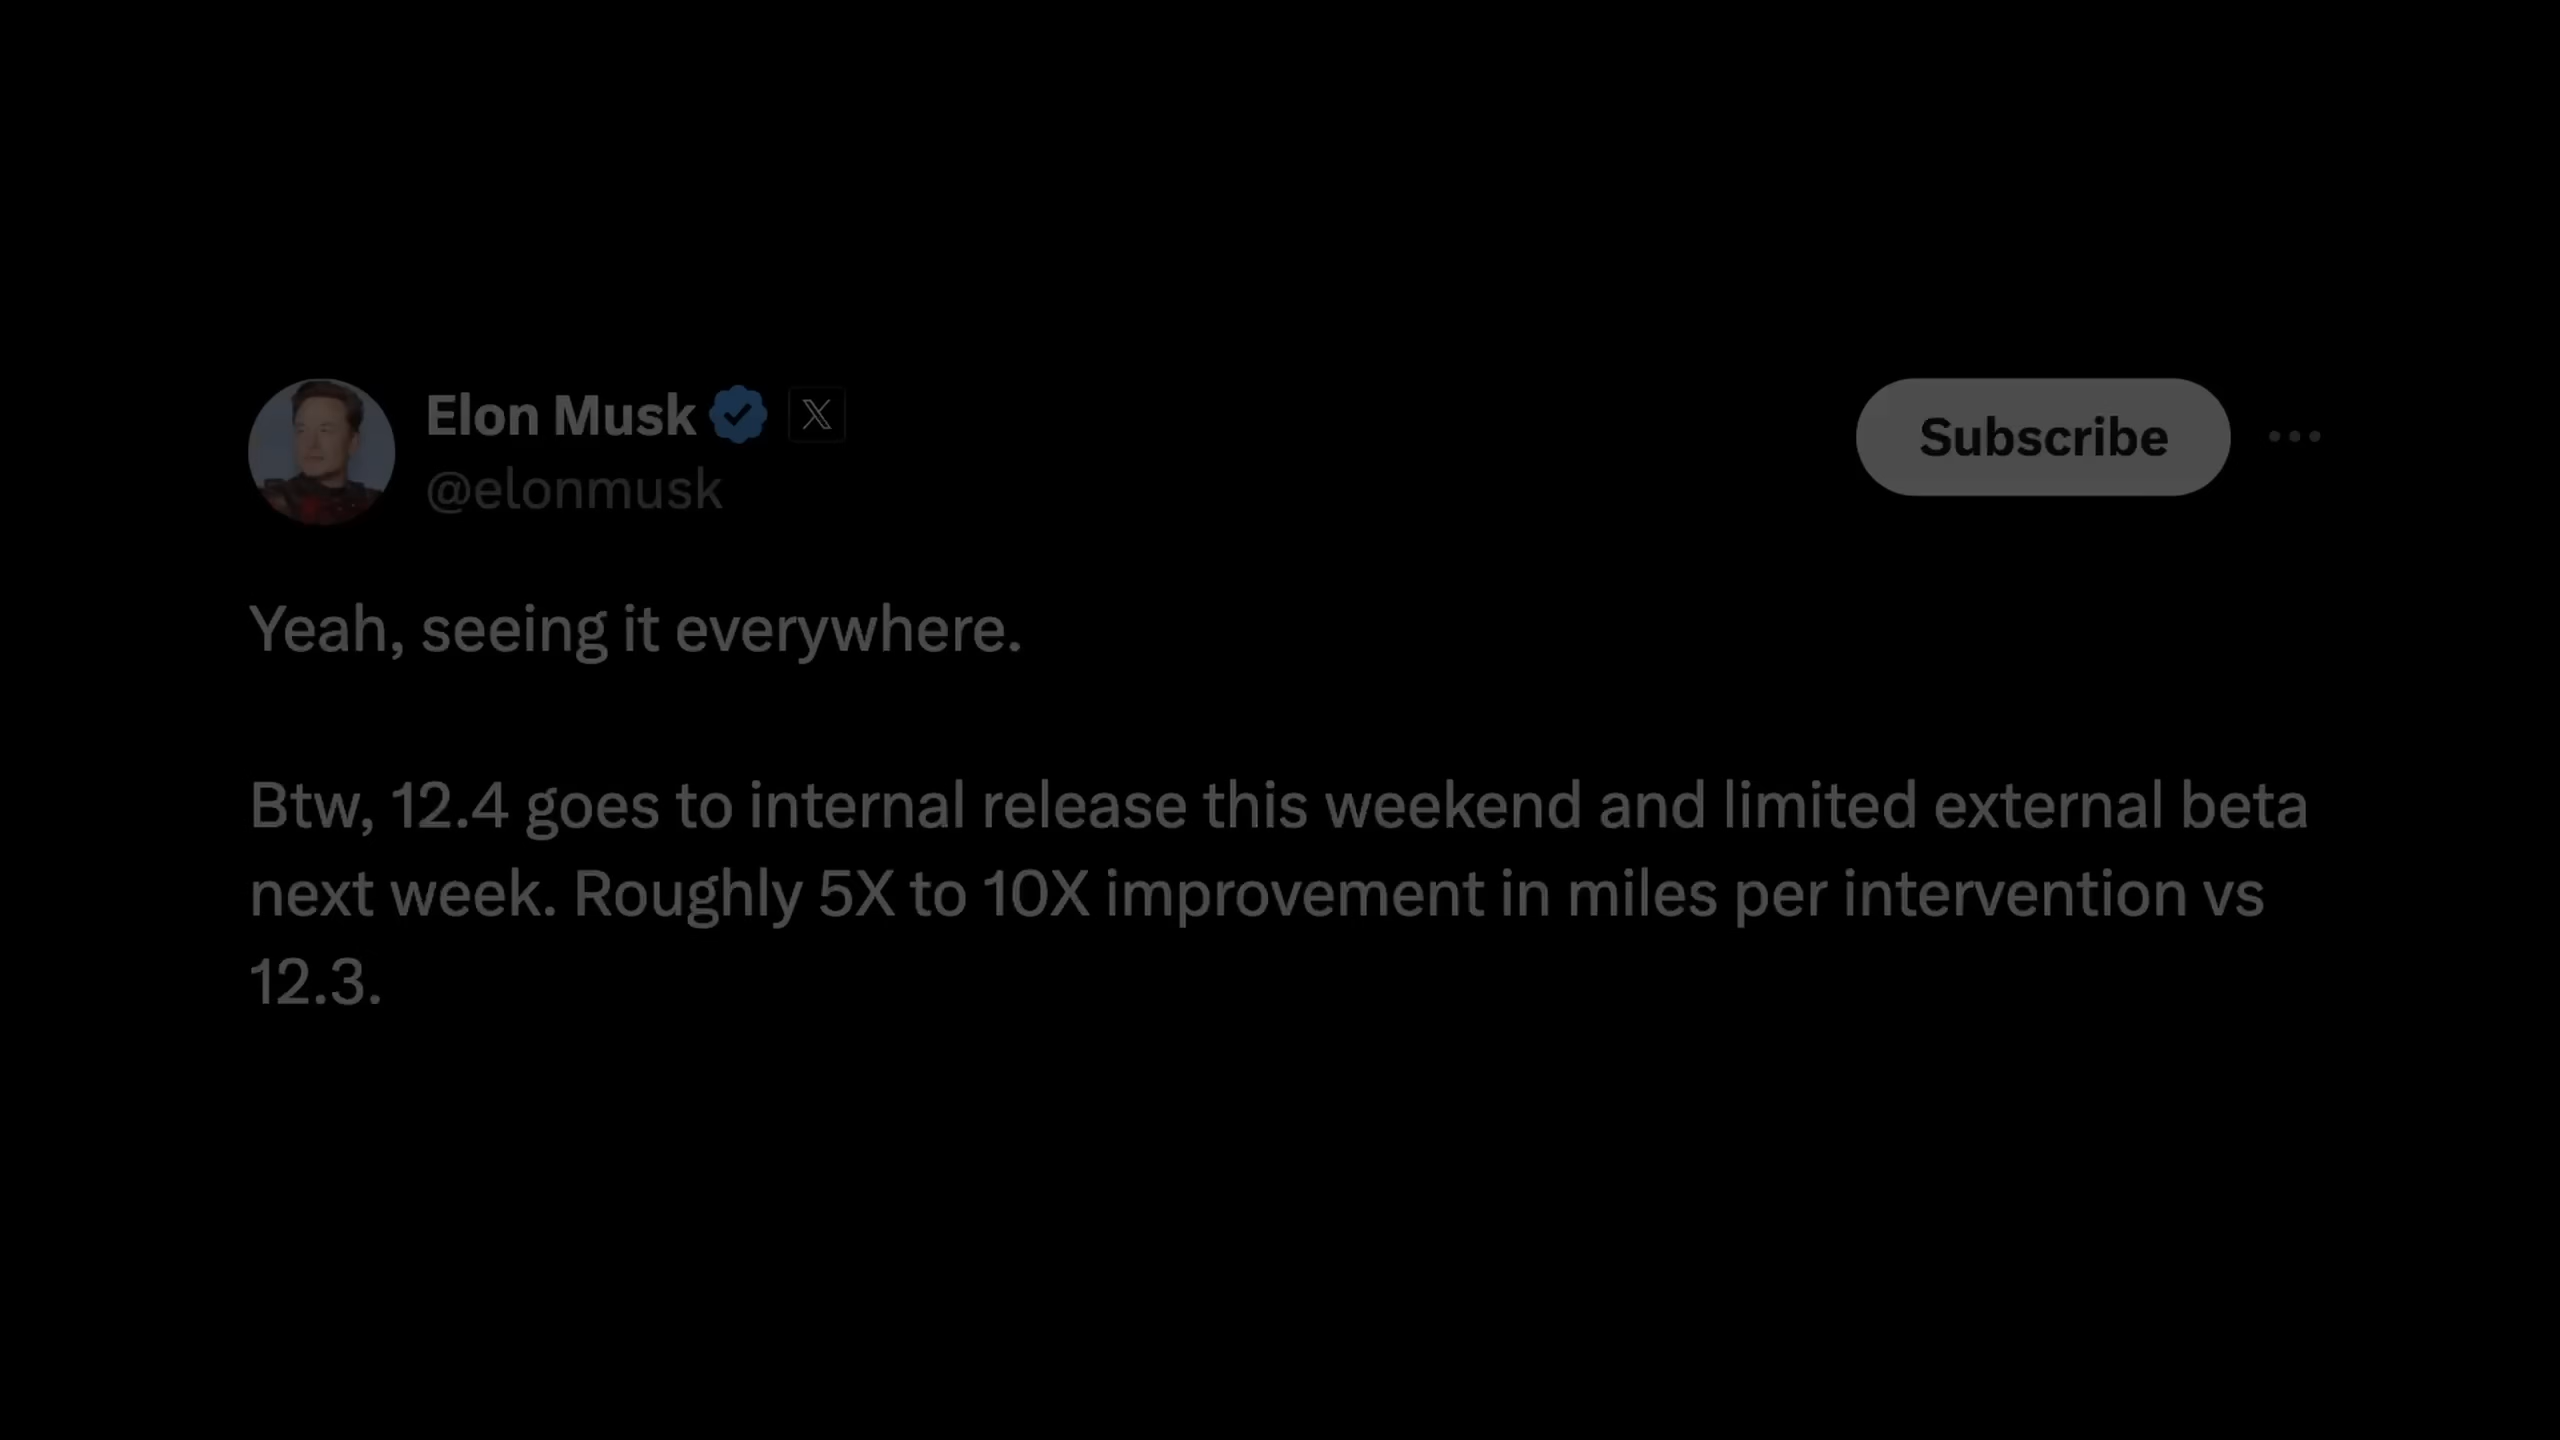 Elon Musk
@elonmusk
Subscribe
Yeah, seeing it everywhere.
Btw, 12.4 goes to internal release this weekend and limited external beta
next week. Roughly 5X to 10X improvement in miles per intervention vs
12.3.